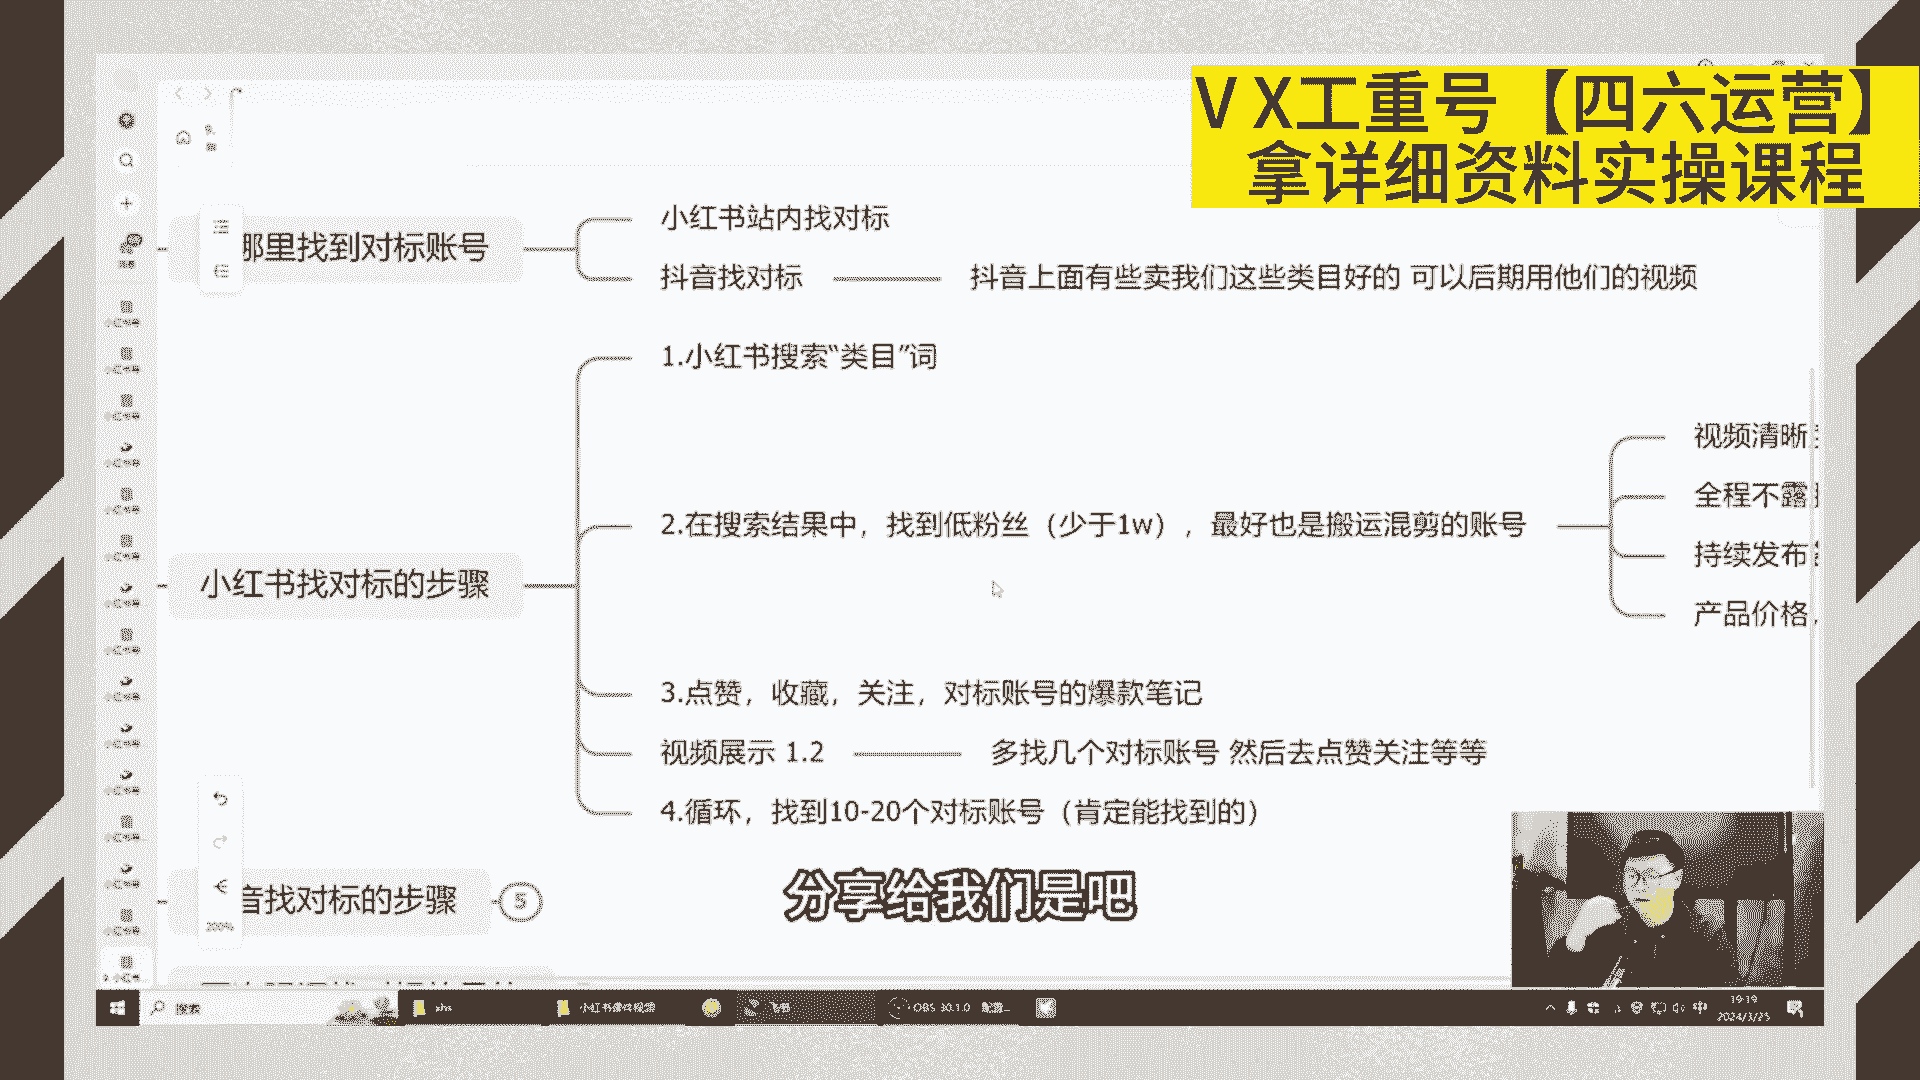 V X工重号【四六运营】
拿详细资料实操课程
那里找到对标账号
小红书站内找对标
抖音找对标
抖音上面有些卖我们这些类目好的 可以后期用他们的视频
1.小红书搜索“类目”词
视频清晰
全程不露
2.在搜索结果中，找到低粉丝（少于1w），最好也是搬运混剪的账号
持续发布
小红书找对标的步骤
产品价格，
3.点赞，收藏，关注，对标账号的爆款笔记
视频展示 1.2
多找几个对标账号 然后去点赞关注等等
4.循环，找到10-20个对标账号（肯定能找到的）
音找对标的步骤
5
分享给我们是吧
200%
搜索
xhs
小红书课件视频
飞书
OBS 30.1.0
中
19:19
2024/3/25